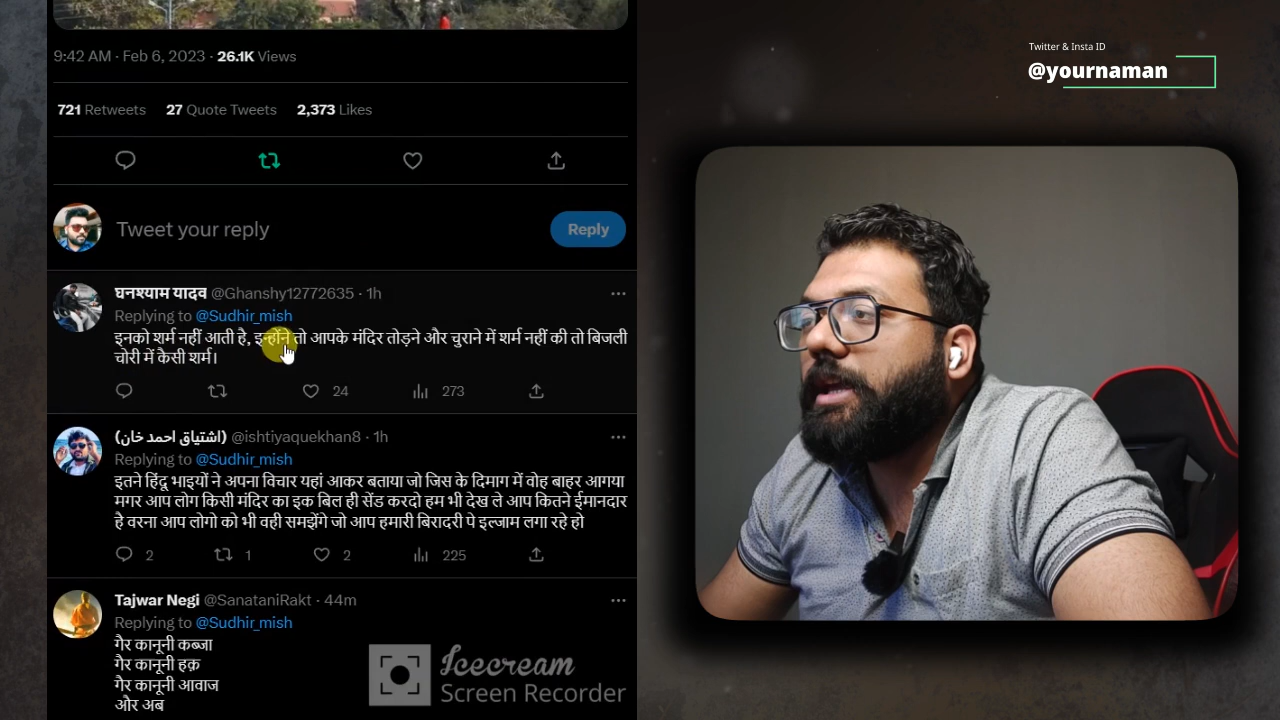 9:42 AM · Feb 6, 2023 · 26.1K Views
721 Retweets 27 Quote Tweets 2,373 Likes
Tweet your reply
Reply
घनश्याम यादव @Ghanshy12772635 · 1h
Replying to @Sudhir_mish
इनको शर्म नहीं आती है, इन्होंने तो आपके मंदिर तोड़ने और चुराने में शर्म नहीं की तो बिजली
चोरी में कैसी शर्म।
24 273
(اشتیاق احمد خان) @ishtiyaquekhan8 · 1h
Replying to @Sudhir_mish
इतने हिंदू भाइयों ने अपना विचार यहां आकर बताया जो जिस के दिमाग में वोह बाहर आगया
मगर आप लोग किसी मंदिर का इक बिल ही सेंड करदो हम भी देख ले आप कितने ईमानदार
है वरना आप लोगो को भी वही समझेंगे जो आप हमारी बिरादरी पे इल्जाम लगा रहे हो
2 1 2 225
Tajwar Negi @SanataniRakt · 44m
Replying to @Sudhir_mish
गैर कानूनी कब्जा
गैर कानूनी हक़
गैर कानूनी आवाज
और अब
Icecream
Screen Recorder
Twitter & Insta ID
@yournaman